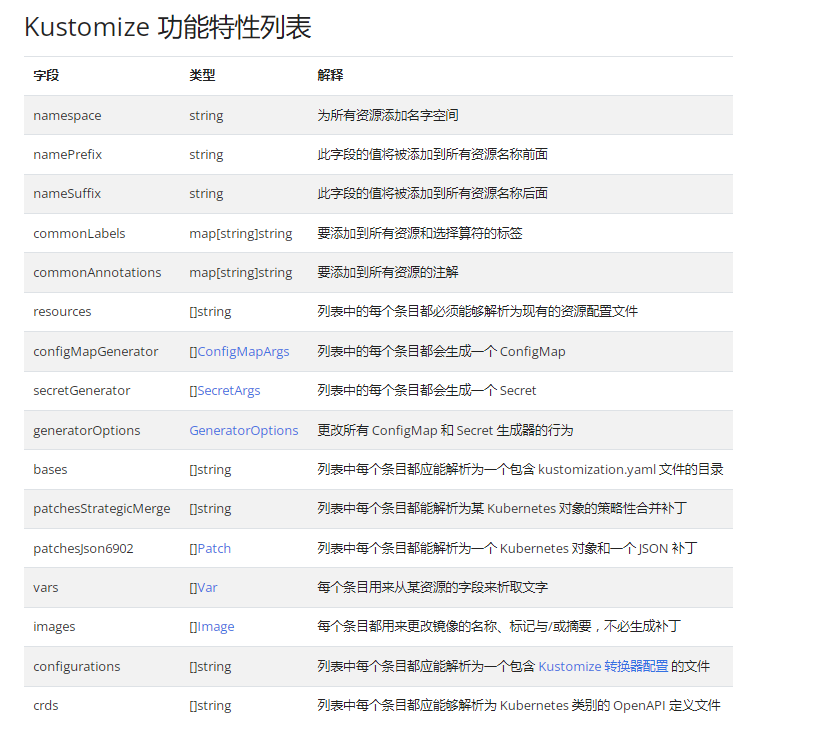 Kustomize 功能特性列表
字段 类型 解释
namespace string 为所有资源添加名字空间
namePrefix string 此字段的值将被添加到所有资源名称前面
nameSuffix string 此字段的值将被添加到所有资源名称后面
commonLabels map[string]string 要添加到所有资源和选择算符的标签
commonAnnotations map[string]string 要添加到所有资源的注解
resources []string 列表中的每个条目都必须能够解析为现有的资源配置文件
configMapGenerator []ConfigMapArgs 列表中的每个条目都会生成一个 ConfigMap
secretGenerator []SecretArgs 列表中的每个条目都会生成一个 Secret
generatorOptions GeneratorOptions 更改所有 ConfigMap 和 Secret 生成器的行为
bases []string 列表中每个条目都应能解析为一个包含 kustomization.yaml 文件的目录
patchesStrategicMerge []string 列表中每个条目都能解析为某 Kubernetes 对象的策略性合并补丁
patchesJson6902 []Patch 列表中每个条目都能解析为一个 Kubernetes 对象和一个 JSON 补丁
vars []Var 每个条目用来从某资源的字段来析取文字
images []Image 每个条目都用来更改镜像的名称、标记与/或摘要，不必生成补丁
configurations []string 列表中每个条目都应能解析为一个包含 Kustomize 转换器配置 的文件
crds []string 列表中每个条目都应能够解析为 Kubernetes 类别的 OpenAPI 定义文件